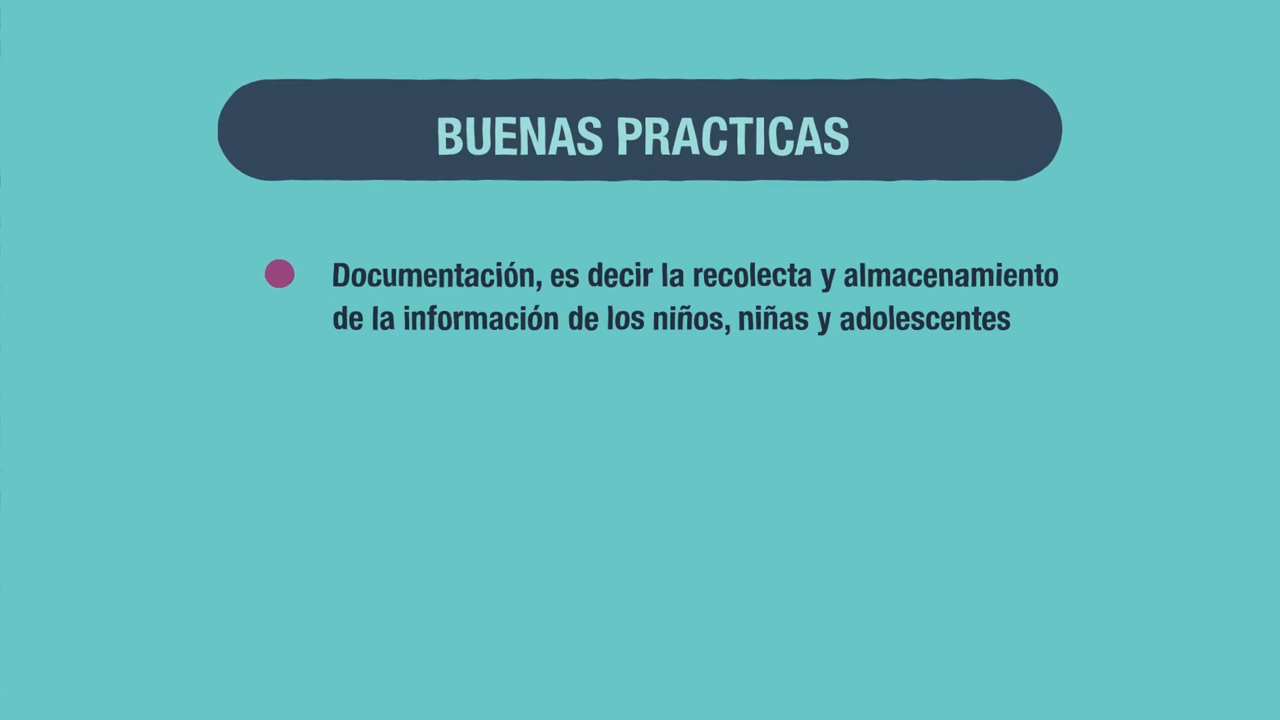 BUENAS PRACTICAS
Documentación, es decir la recolecta y almacenamiento
de la información de los niños, niñas y adolescentes